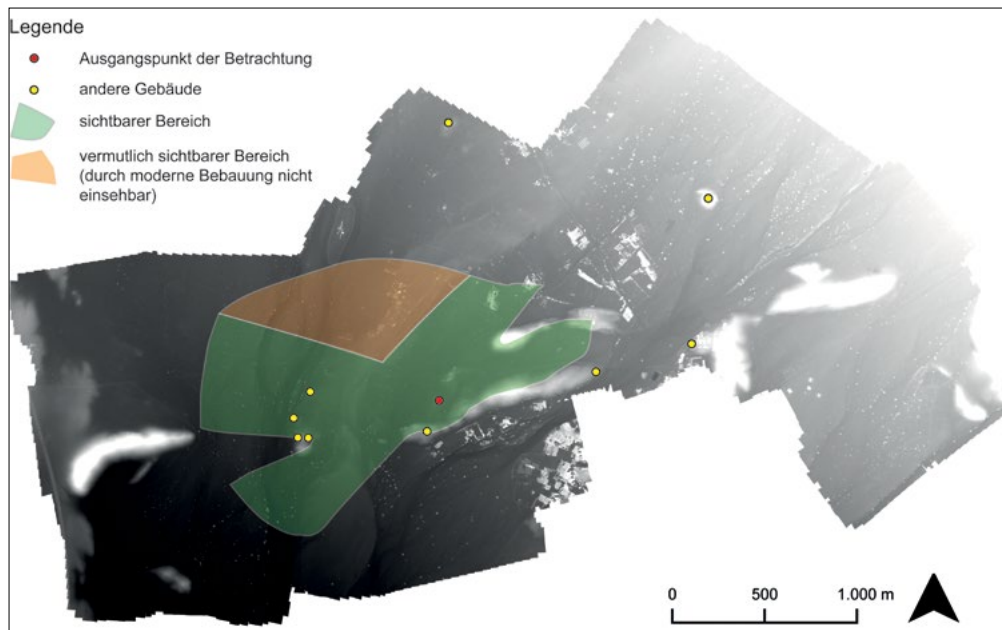 Legende
Ausgangspunkt der Betrachtung
andere Gebäude
sichtbarer Bereich
vermutlich sichtbarer Bereich
(durch moderne Bebauung nicht
einsehbar)
0 500 1.000 m